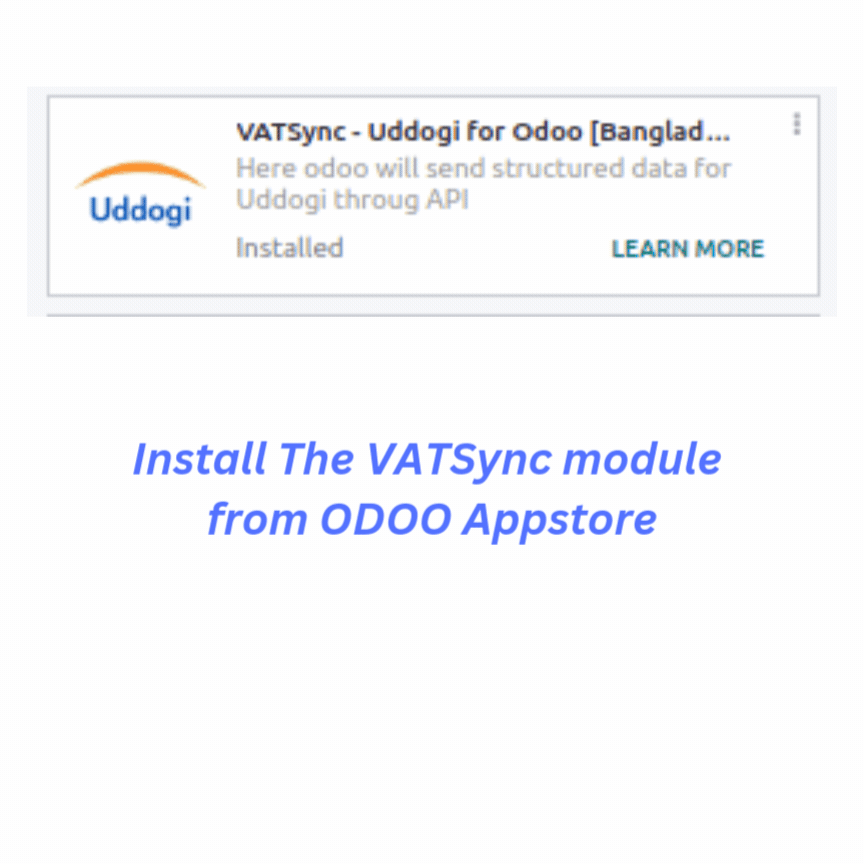 VATSync - Uddogi for Odoo [Banglad...
Here odoo will send structured data for
Uddogi throug API
Uddogi
Installed
LEARN MORE
Install The VATSync module
from ODOO Appstore